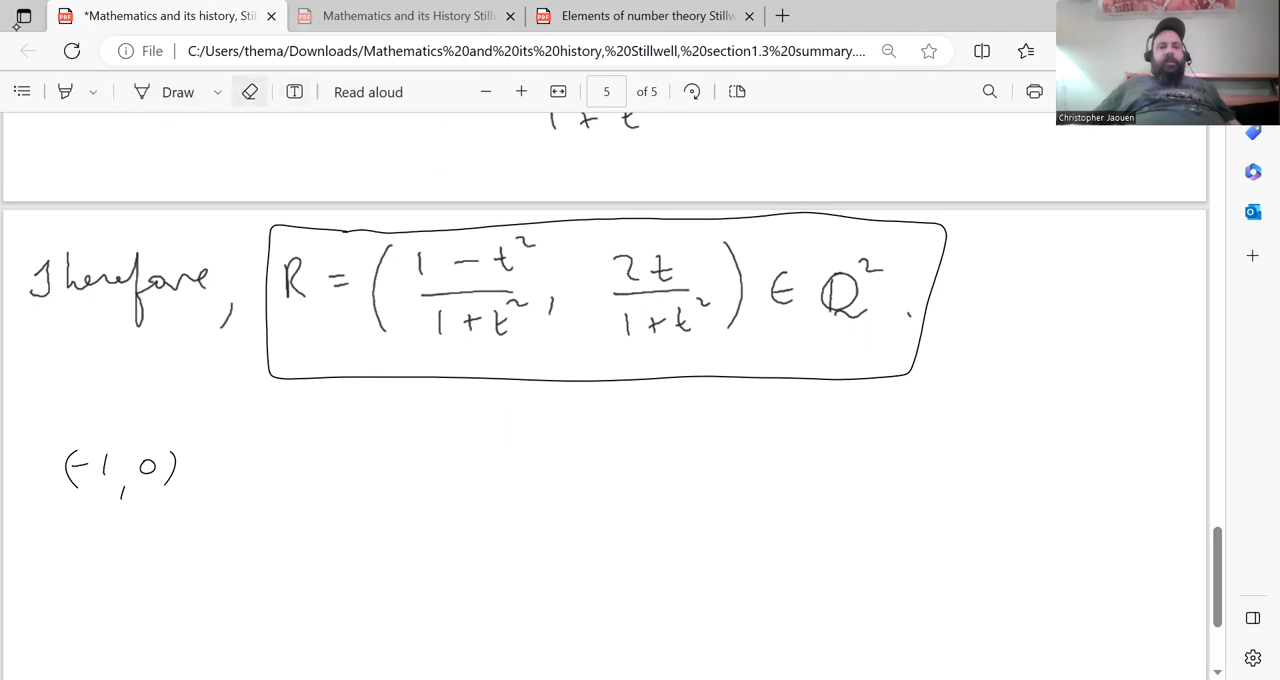 *Mathematics and its history, Stil
Mathematics and its History Stillw
Elements of number theory Stillw
File
C:/Users/thema/Downloads/Mathematics%20and%20its%20history,%20Stillwell,%20section1.3%20summary....
Draw
Read aloud
5
of 5
Christopher Jaouen
1 + t
Therefore, R = ( 1 - t² / 1 + t² , 2t / 1 + t² ) ∈ ℚ² .
(-1, 0)